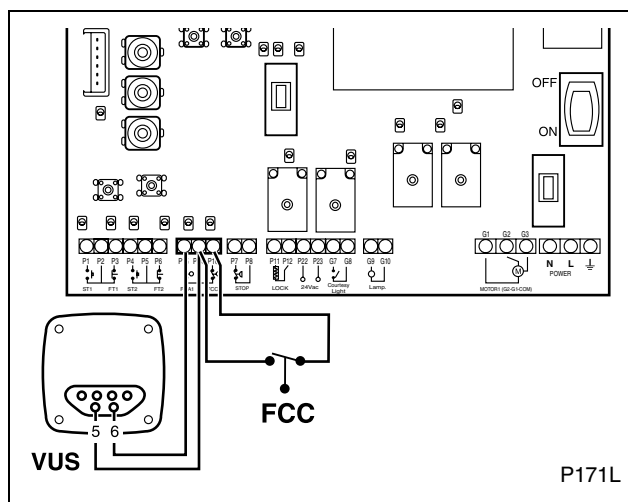 OFF
ON
G1 G2 G3
P1 P2 P3 P4 P5 P6
P7 P8
P11 P12 P22 P23 G7 G8
G9 G10
M
N L
POWER
ST1 FT1 ST2 FT2
STOP
LOCK 24Vac Courtesy Light
Lamp.
MOTOR1 (G2-G1-COM)
5 6
FCC
VUS
P171L